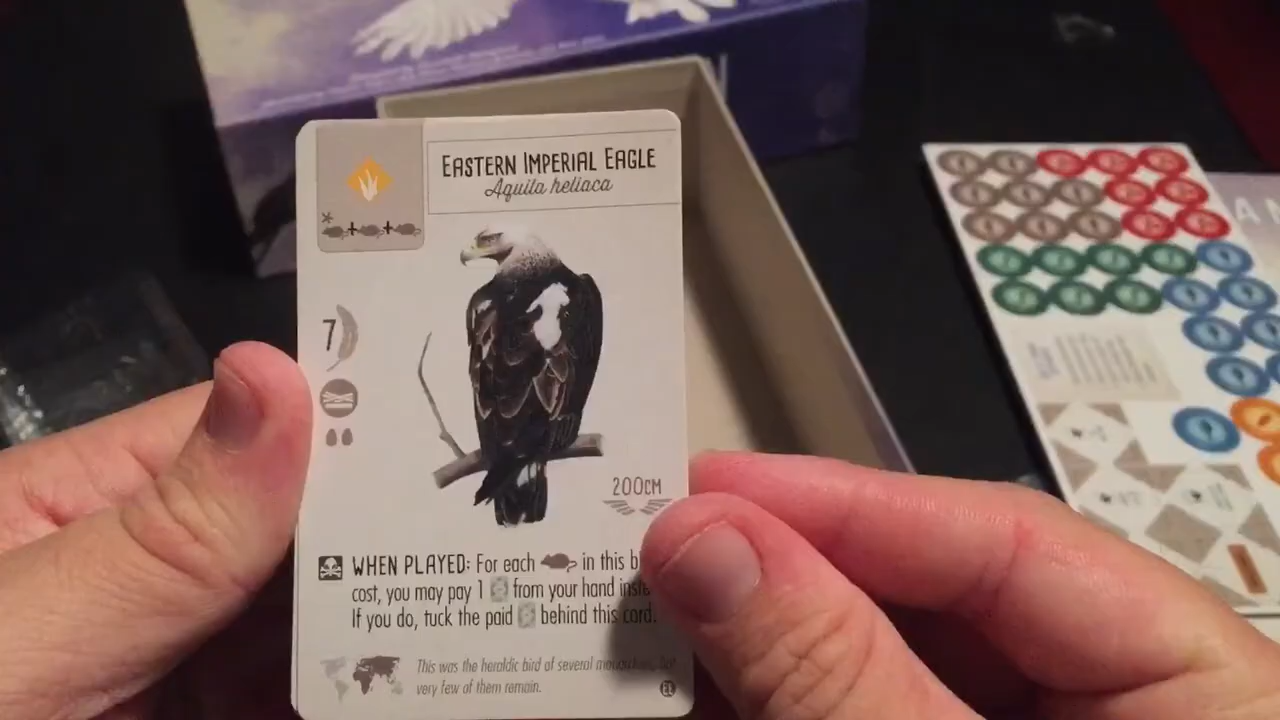 EASTERN IMPERIAL EAGLE
Aquila heliaca
*
+ +
7
200CM
WHEN PLAYED: For each in this
cost, you may pay 1 from your hand
If you do, tuck the paid behind this card.
This was the heraldic bird of several
very few of them remain.
EE